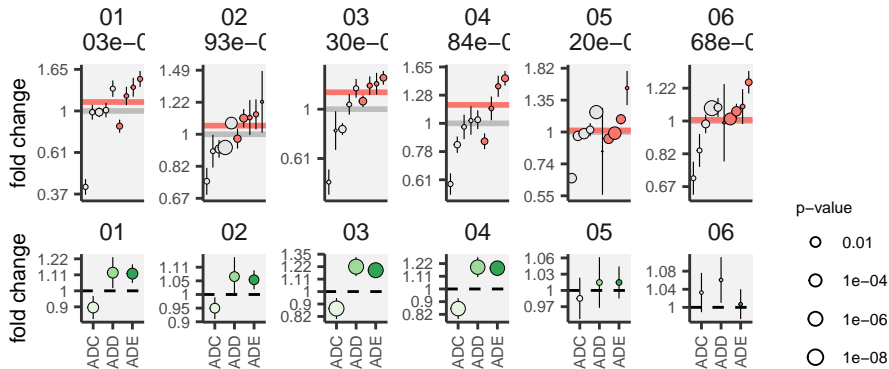 01 02 03 04 05 06
03e−0 93e−0 30e−0 84e−0 20e−0 68e−0
fold change
1.65 1 0.61 0.37
1.49 1.22 1 0.82 0.67
1 0.61
1.65 1.28 1 0.78 0.61
1.82 1.35 1 0.74 0.55
1.22 1 0.82 0.67
01 02 03 04 05 06
fold change
1.22 1.11 1 0.9
1.11 1.05 1 0.95 0.9
1.35 1.22 1.11 1 0.9 0.82
1.22 1.11 1 0.9 0.82
1.06 1.03 1 0.97
1.08 1.04 1
ADC ADD ADE
ADC ADD ADE
ADC ADD ADE
ADC ADD ADE
ADC ADD ADE
ADC ADD ADE
p−value
0.01
1e−04
1e−06
1e−08